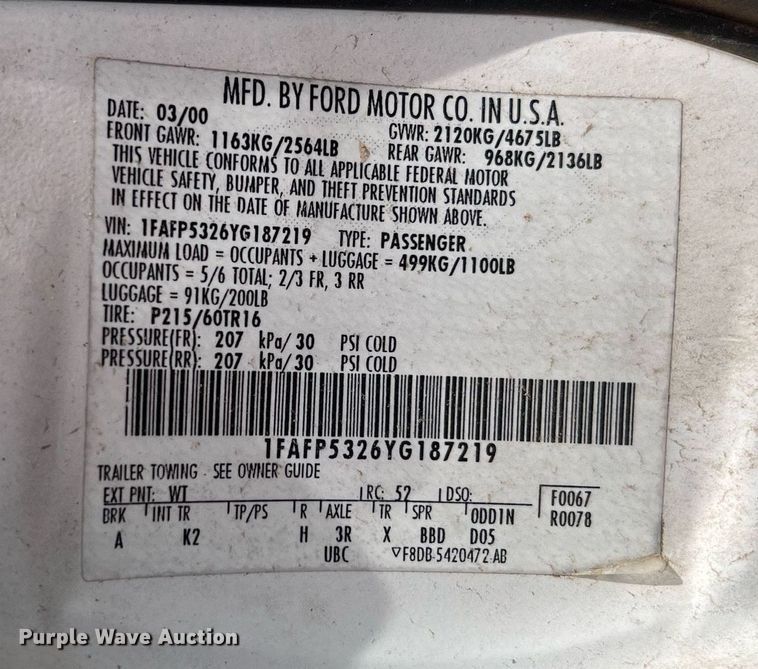 MFD. BY FORD MOTOR CO. IN U.S.A.
DATE: 03/00 GVWR: 2120KG/4675LB
FRONT GAWR: 1163KG/2564LB REAR GAWR: 968KG/2136LB
THIS VEHICLE CONFORMS TO ALL APPLICABLE FEDERAL MOTOR
VEHICLE SAFETY, BUMPER, AND THEFT PREVENTION STANDARDS
IN EFFECT ON THE DATE OF MANUFACTURE SHOWN ABOVE.
VIN: 1FAFP5326YG187219 TYPE: PASSENGER
MAXIMUM LOAD = OCCUPANTS + LUGGAGE = 499KG/1100LB
OCCUPANTS = 5/6 TOTAL; 2/3 FR, 3 RR
LUGGAGE = 91KG/200LB
TIRE: P215/60TR16
PRESSURE(FR): 207 kPa/30 PSI COLD
PRESSURE(RR): 207 kPa/30 PSI COLD
1FAFP5326YG187219
TRAILER TOWING - SEE OWNER GUIDE
EXT PNT: WT RC: 52 DSO: F0067
BRK INT TR TP/PS R AXLE TR SPR ODD1N R0078
A K2 H 3R X BBD D05
UBC ▽F8DB-5420472-AB
Purple Wave Auction